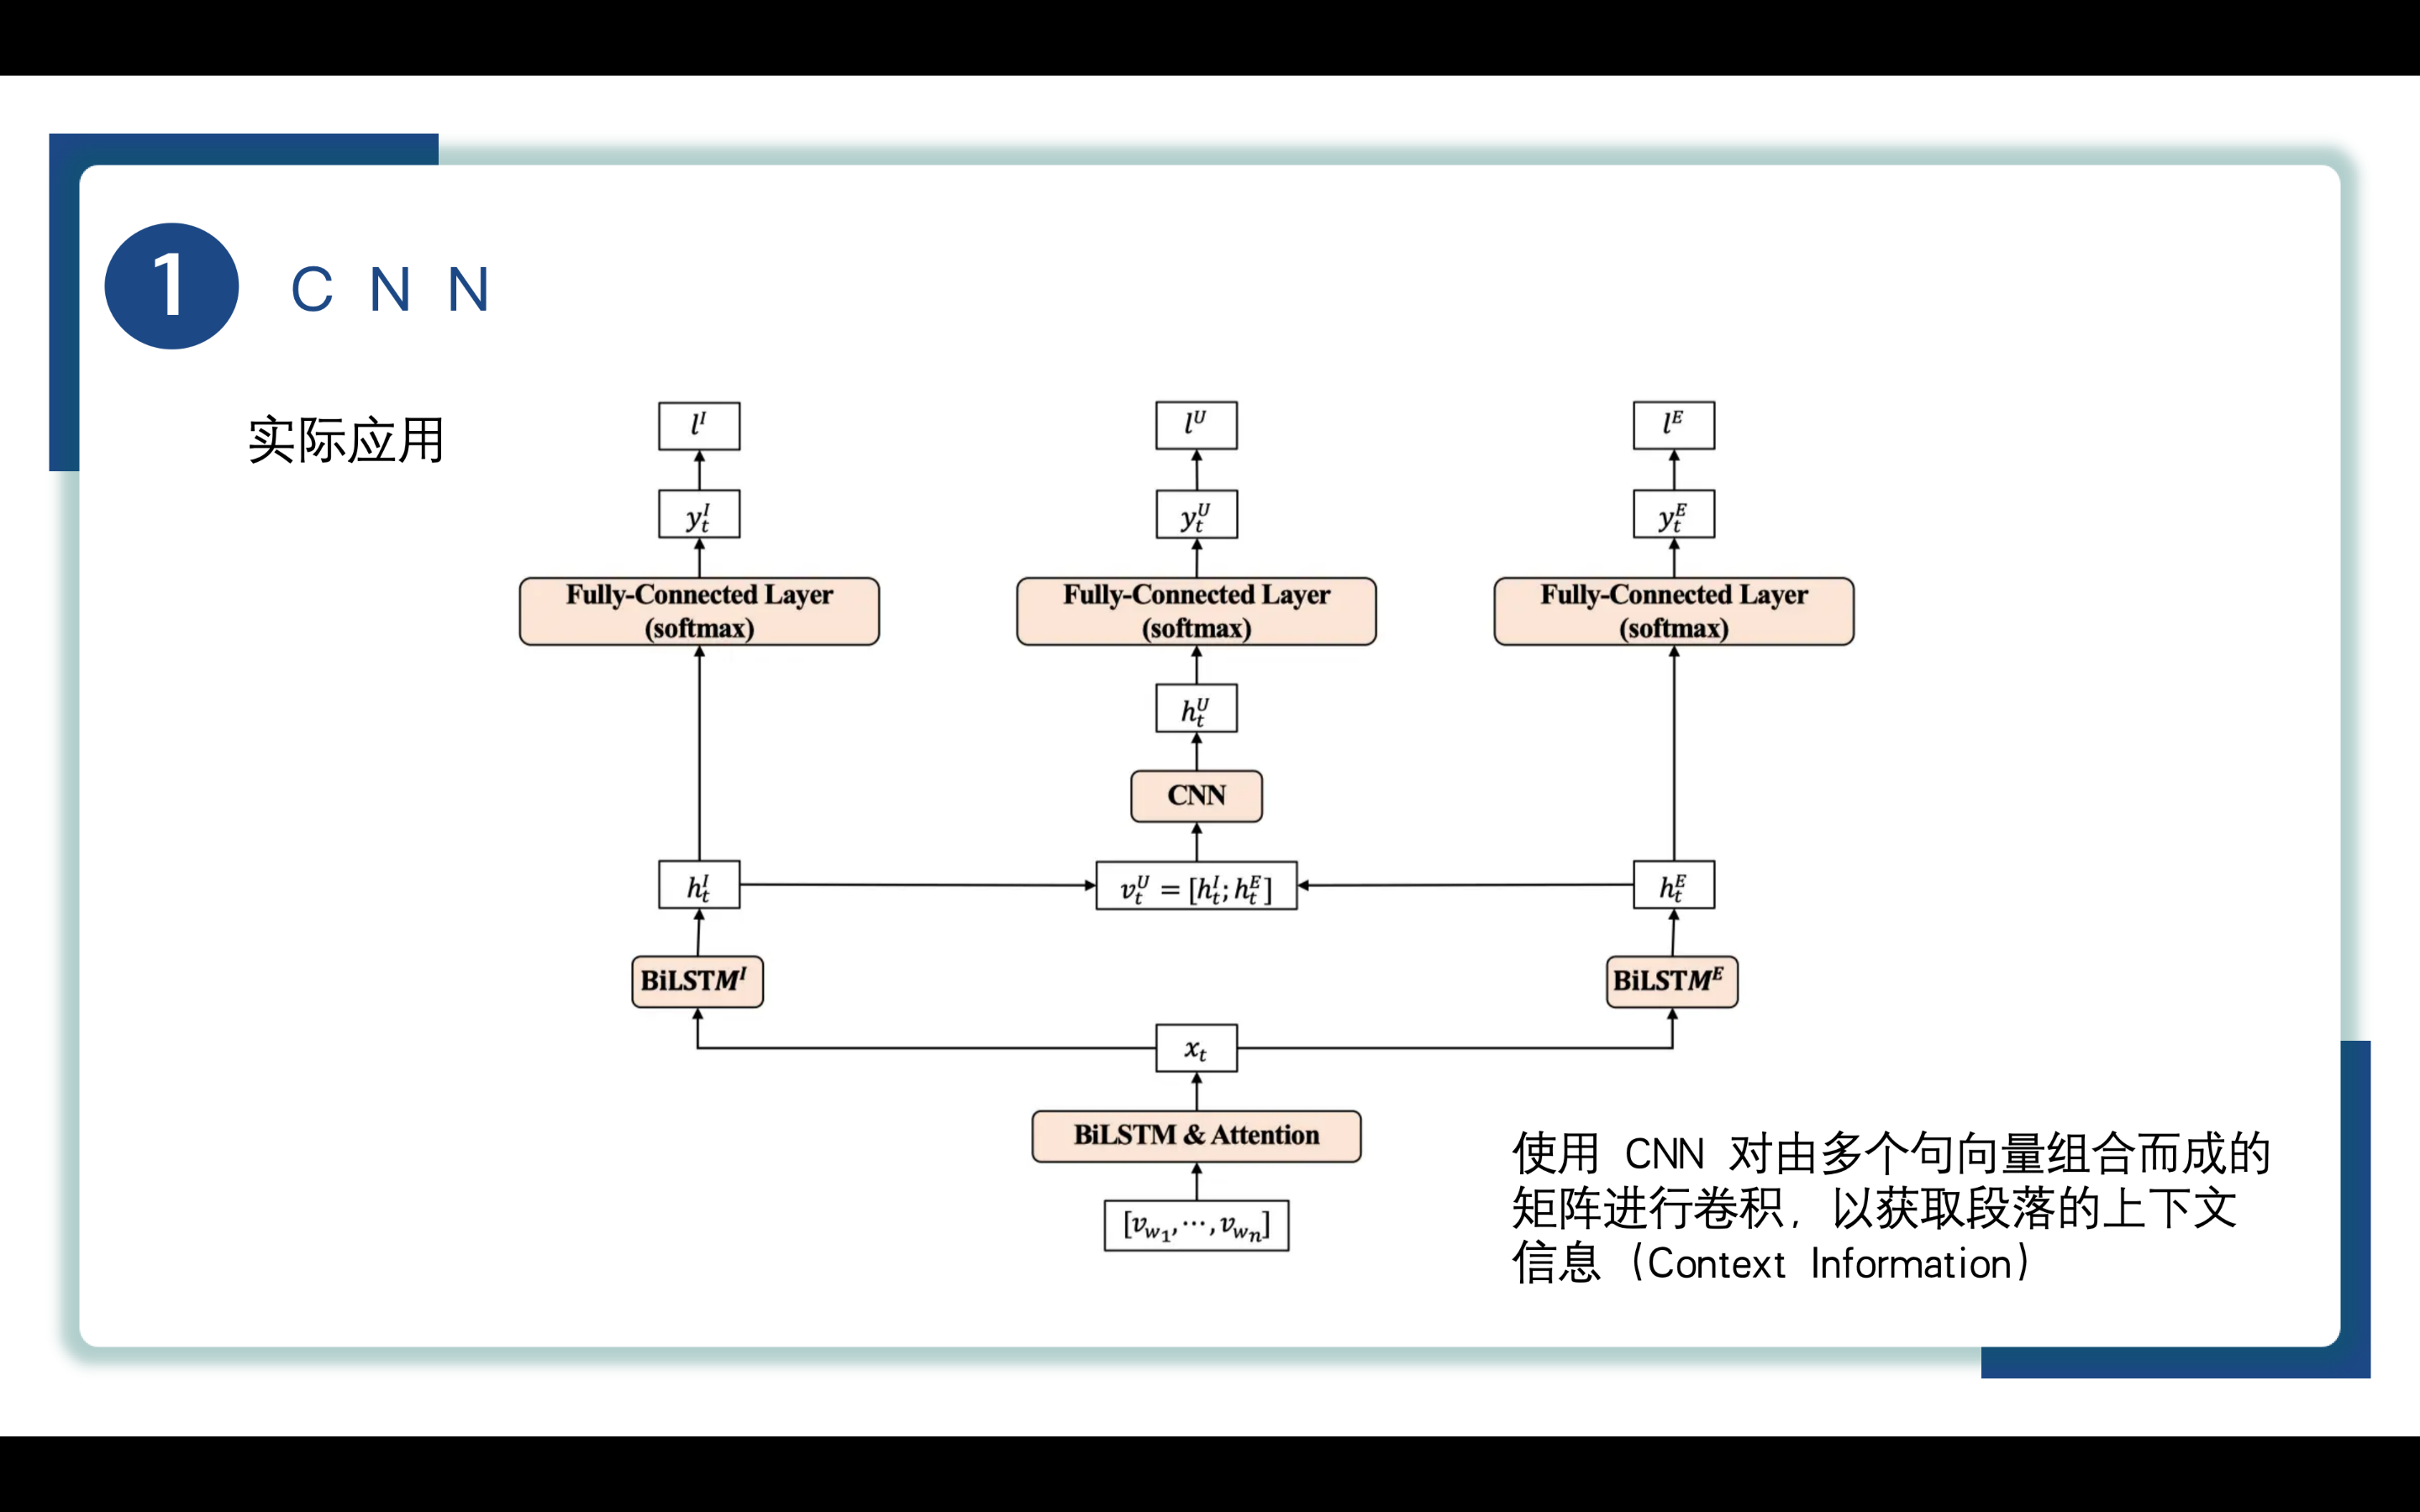 1
CNN
实际应用
l^I
l^U
l^E
y_t^I
y_t^U
y_t^E
Fully-Connected Layer
(softmax)
Fully-Connected Layer
(softmax)
Fully-Connected Layer
(softmax)
h_t^U
CNN
h_t^I
v_t^U = [h_t^I; h_t^E]
h_t^E
BiLSTM^I
BiLSTM^E
x_t
BiLSTM & Attention
[v_{w_1}, ⋯, v_{w_n}]
使用 CNN 对由多个句向量组合而成的
矩阵进行卷积，以获取段落的上下文
信息（Context Information）